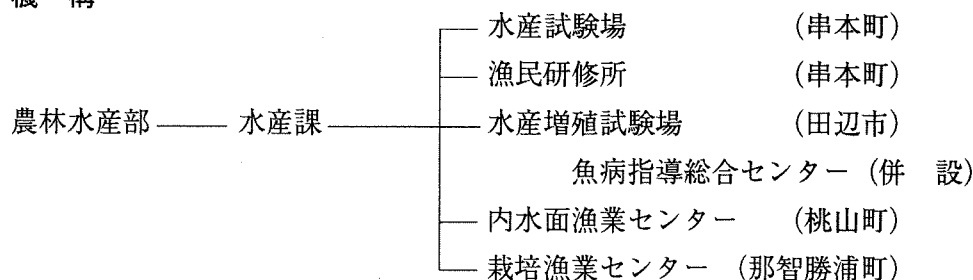 機 構
水産試験場 (串本町)
漁民研修所 (串本町)
農林水産部 水産課 水産増殖試験場 (田辺市)
魚病指導総合センター (併 設)
内水面漁業センター (桃山町)
栽培漁業センター (那智勝浦町)